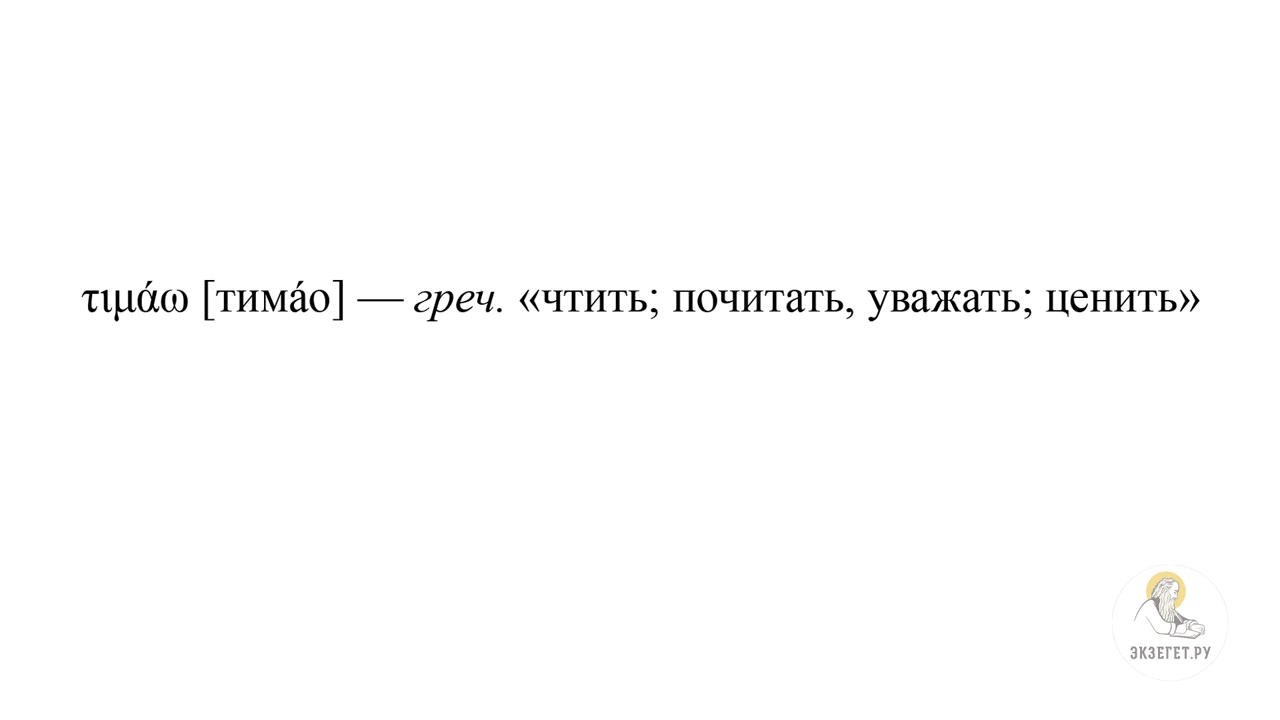 τιμάω [тимáо] — греч. «чтить; почитать, уважать; ценить»
ЭКЗЕГЕТ.РУ